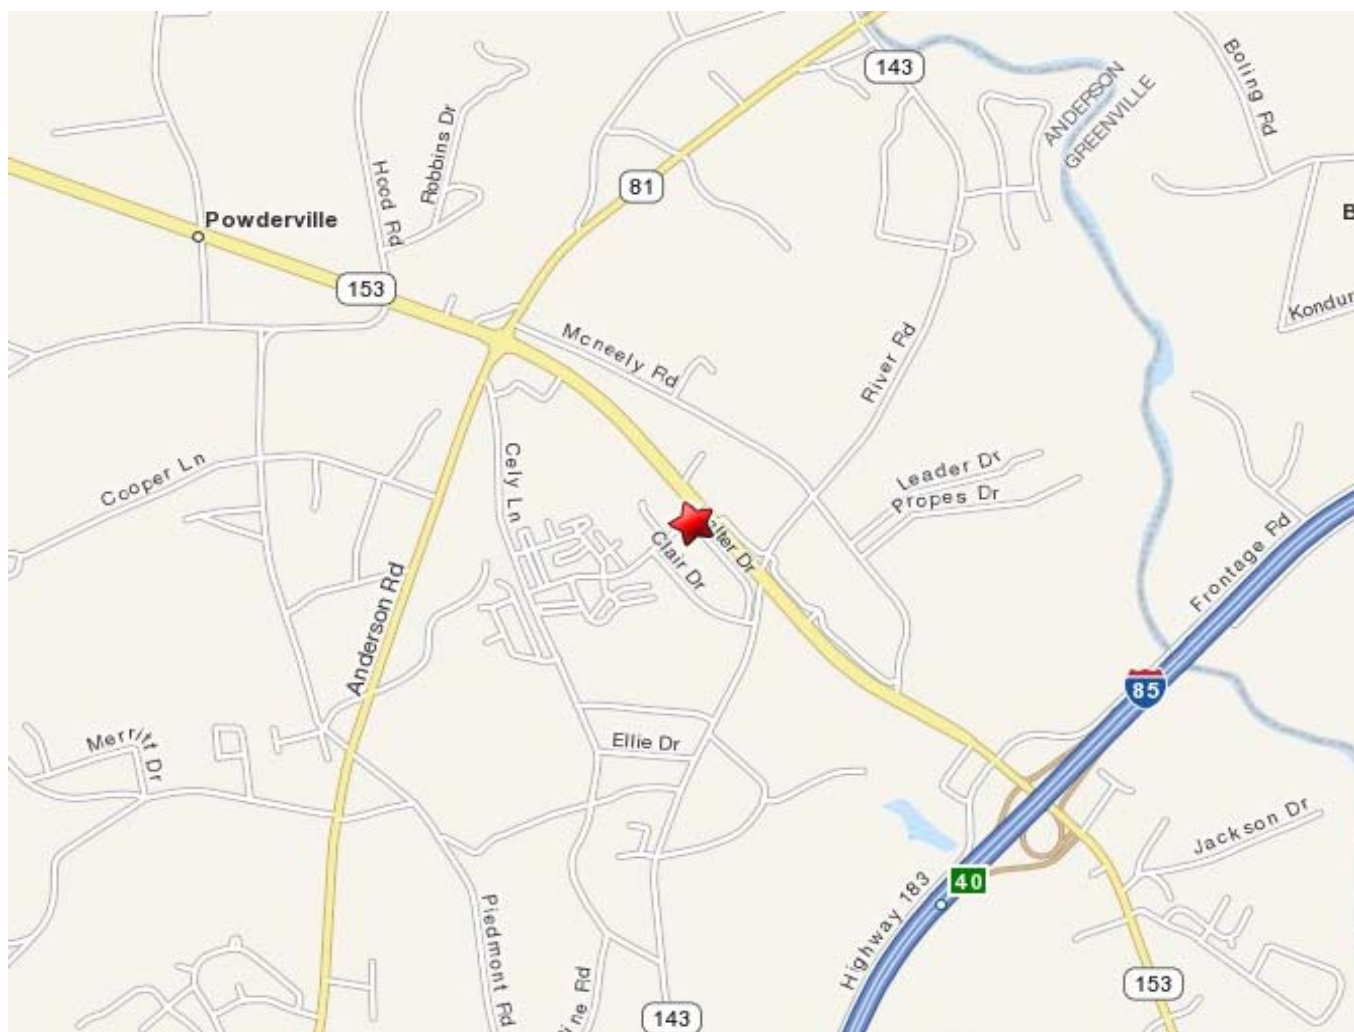 143
Boling Rd
ANDERSON
GREENVILLE
Robbins Dr
Hood Rd
81
Powderville
B
153
Kondur
Mcneely Rd
River Rd
Cooper Ln
Cely Ln
Leader Dr
Propes Dr
Clair Dr
Dr
Frontage Rd
Anderson Rd
85
Merritt Dr
Ellie Dr
Jackson Dr
40
Highway 183
Piedmont Rd
Rd
153
143